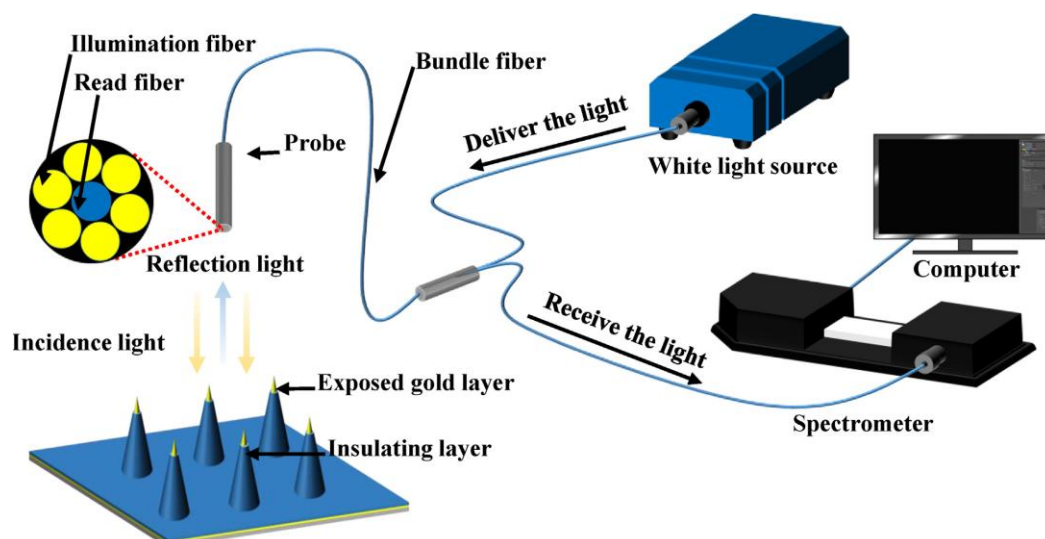 Illumination fiber
Read fiber
Bundle fiber
Probe
Deliver the light
White light source
Reflection light
Computer
Incidence light
Receive the light
Exposed gold layer
Insulating layer
Spectrometer